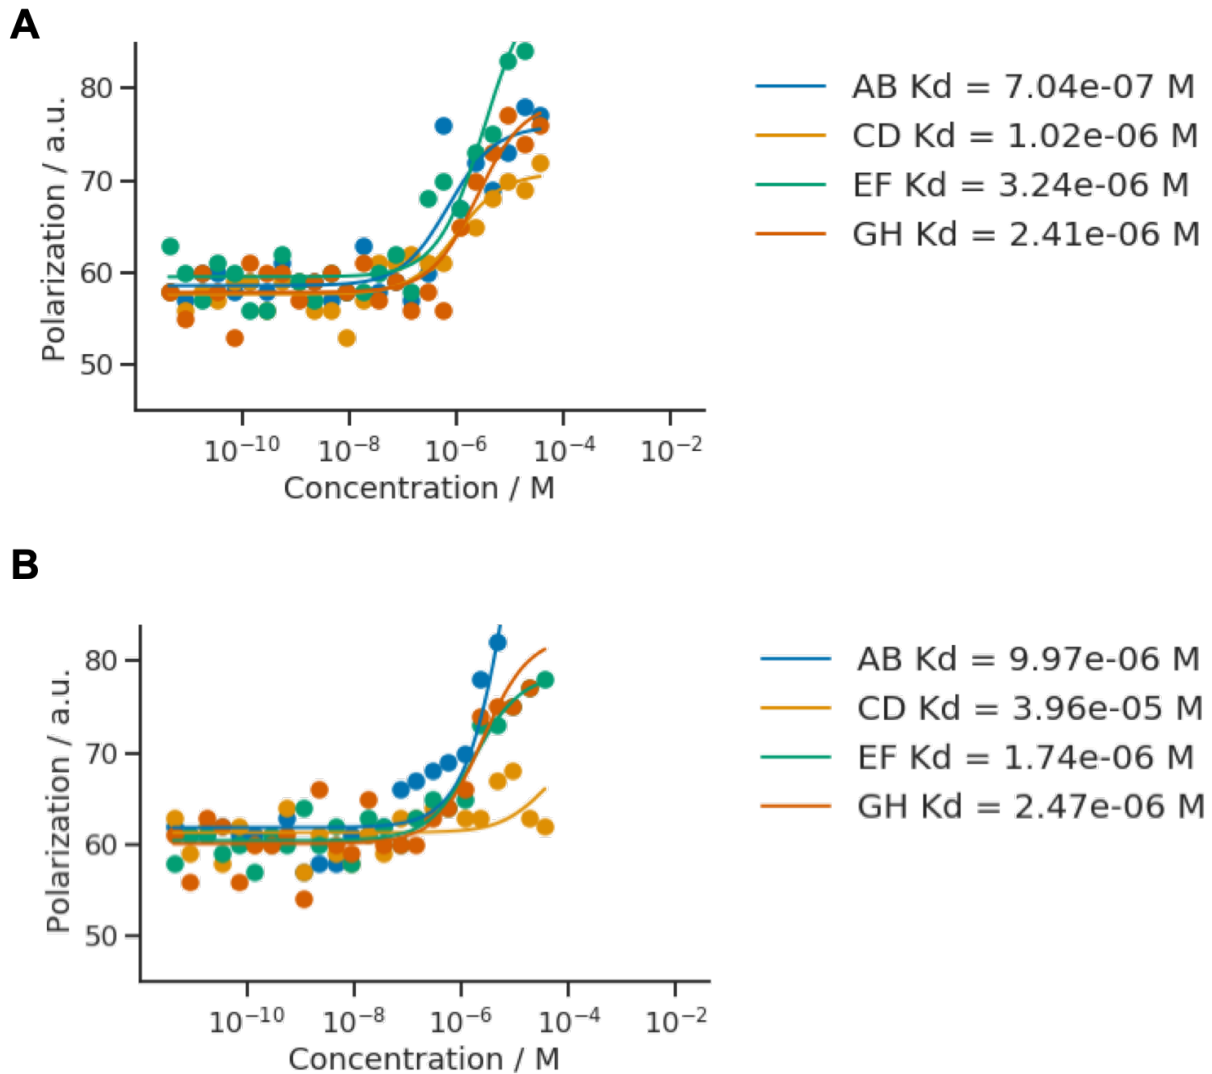 A
Polarization / a.u.
80
70
60
50
10⁻¹⁰ 10⁻⁸ 10⁻⁶ 10⁻⁴ 10⁻²
Concentration / M
AB Kd = 7.04e-07 M
CD Kd = 1.02e-06 M
EF Kd = 3.24e-06 M
GH Kd = 2.41e-06 M
B
Polarization / a.u.
80
70
60
50
10⁻¹⁰ 10⁻⁸ 10⁻⁶ 10⁻⁴ 10⁻²
Concentration / M
AB Kd = 9.97e-06 M
CD Kd = 3.96e-05 M
EF Kd = 1.74e-06 M
GH Kd = 2.47e-06 M